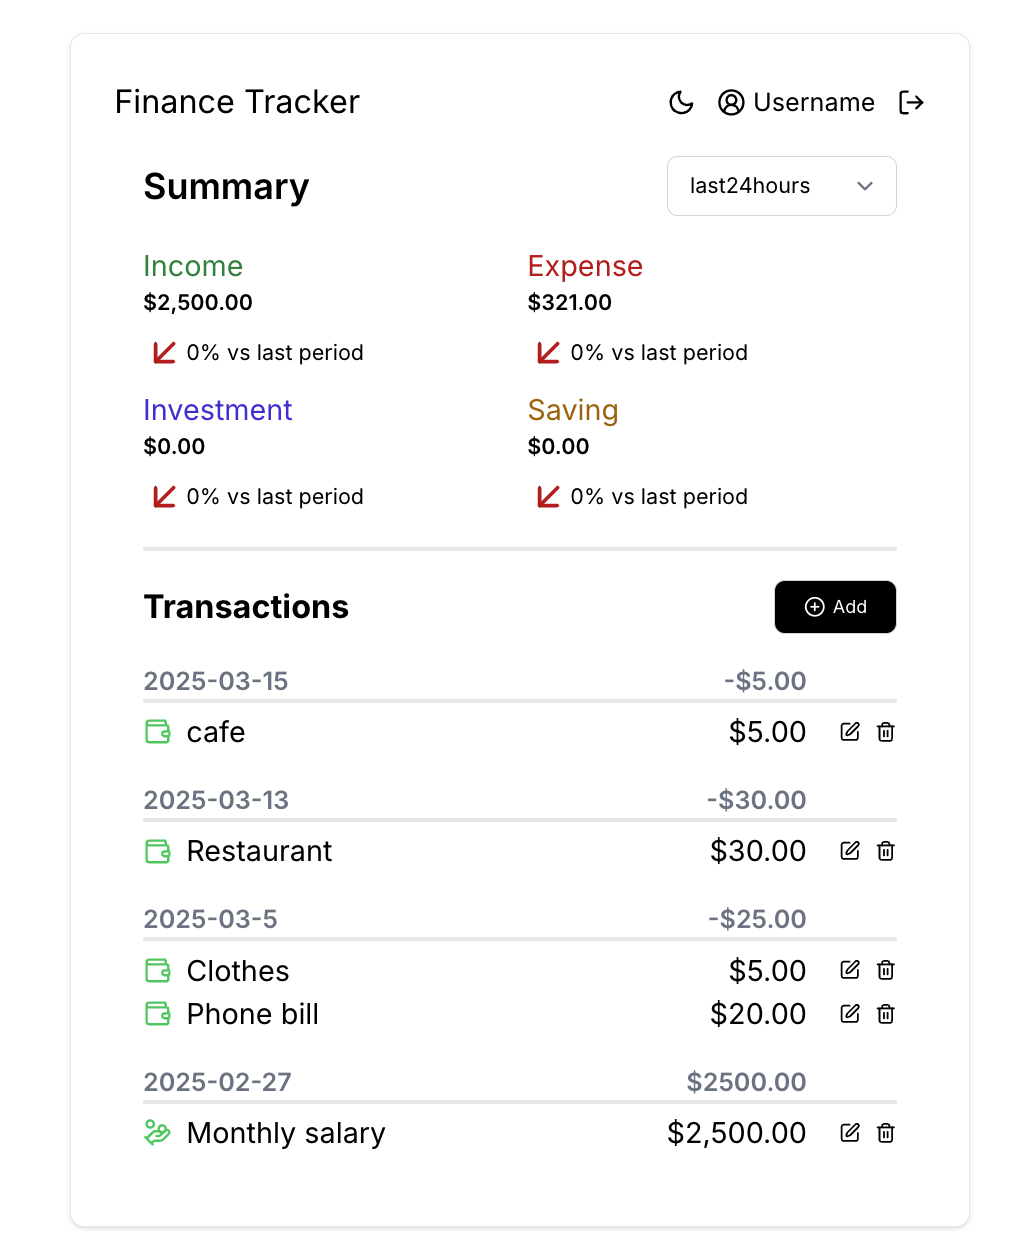 Finance Tracker Username
Summary last24hours
Income Expense
$2,500.00 $321.00
0% vs last period 0% vs last period
Investment Saving
$0.00 $0.00
0% vs last period 0% vs last period
Transactions Add
2025-03-15 -$5.00
cafe $5.00
2025-03-13 -$30.00
Restaurant $30.00
2025-03-5 -$25.00
Clothes $5.00
Phone bill $20.00
2025-02-27 $2500.00
Monthly salary $2,500.00